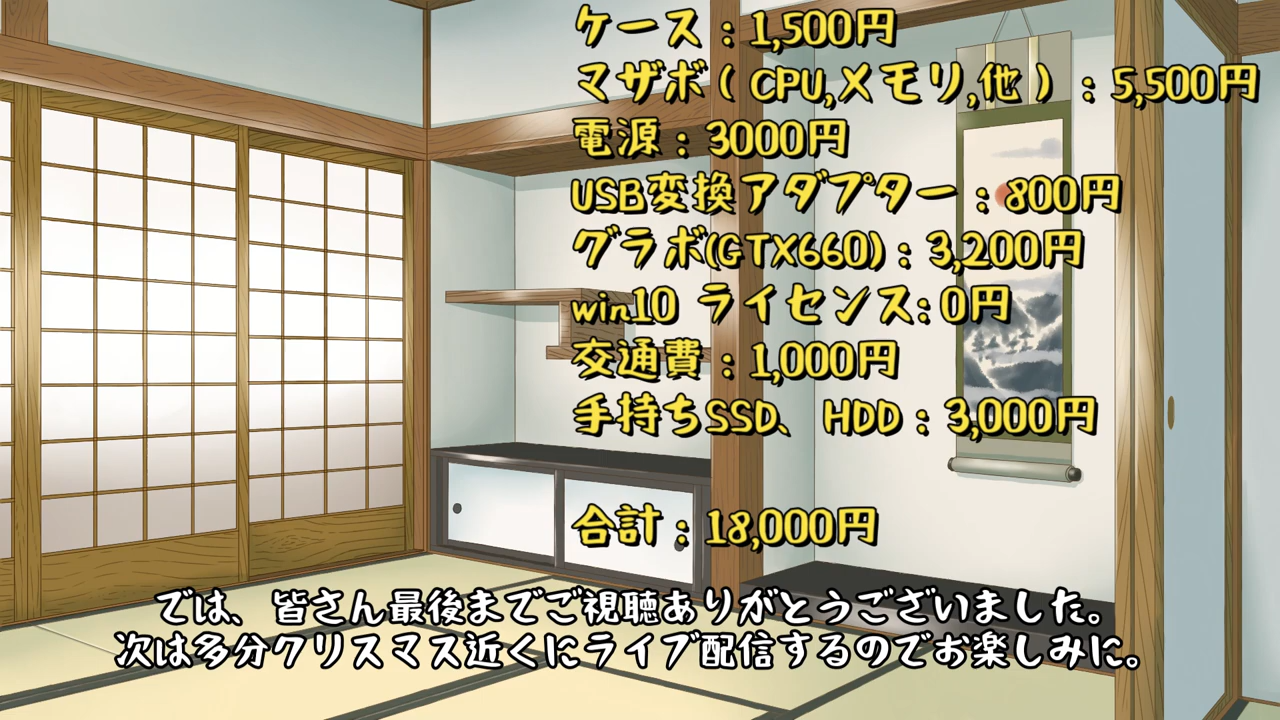 ケース：1,500円
マザボ（CPU,メモリ,他）：5,500円
電源：3000円
USB変換アダプター：800円
グラボ(GTX660)：3,200円
win10 ライセンス:0円
交通費：1,000円
手持ちSSD、HDD：3,000円
合計：18,000円
では、皆さん最後までご視聴ありがとうございました。
次は多分クリスマス近くにライブ配信するのでお楽しみに。